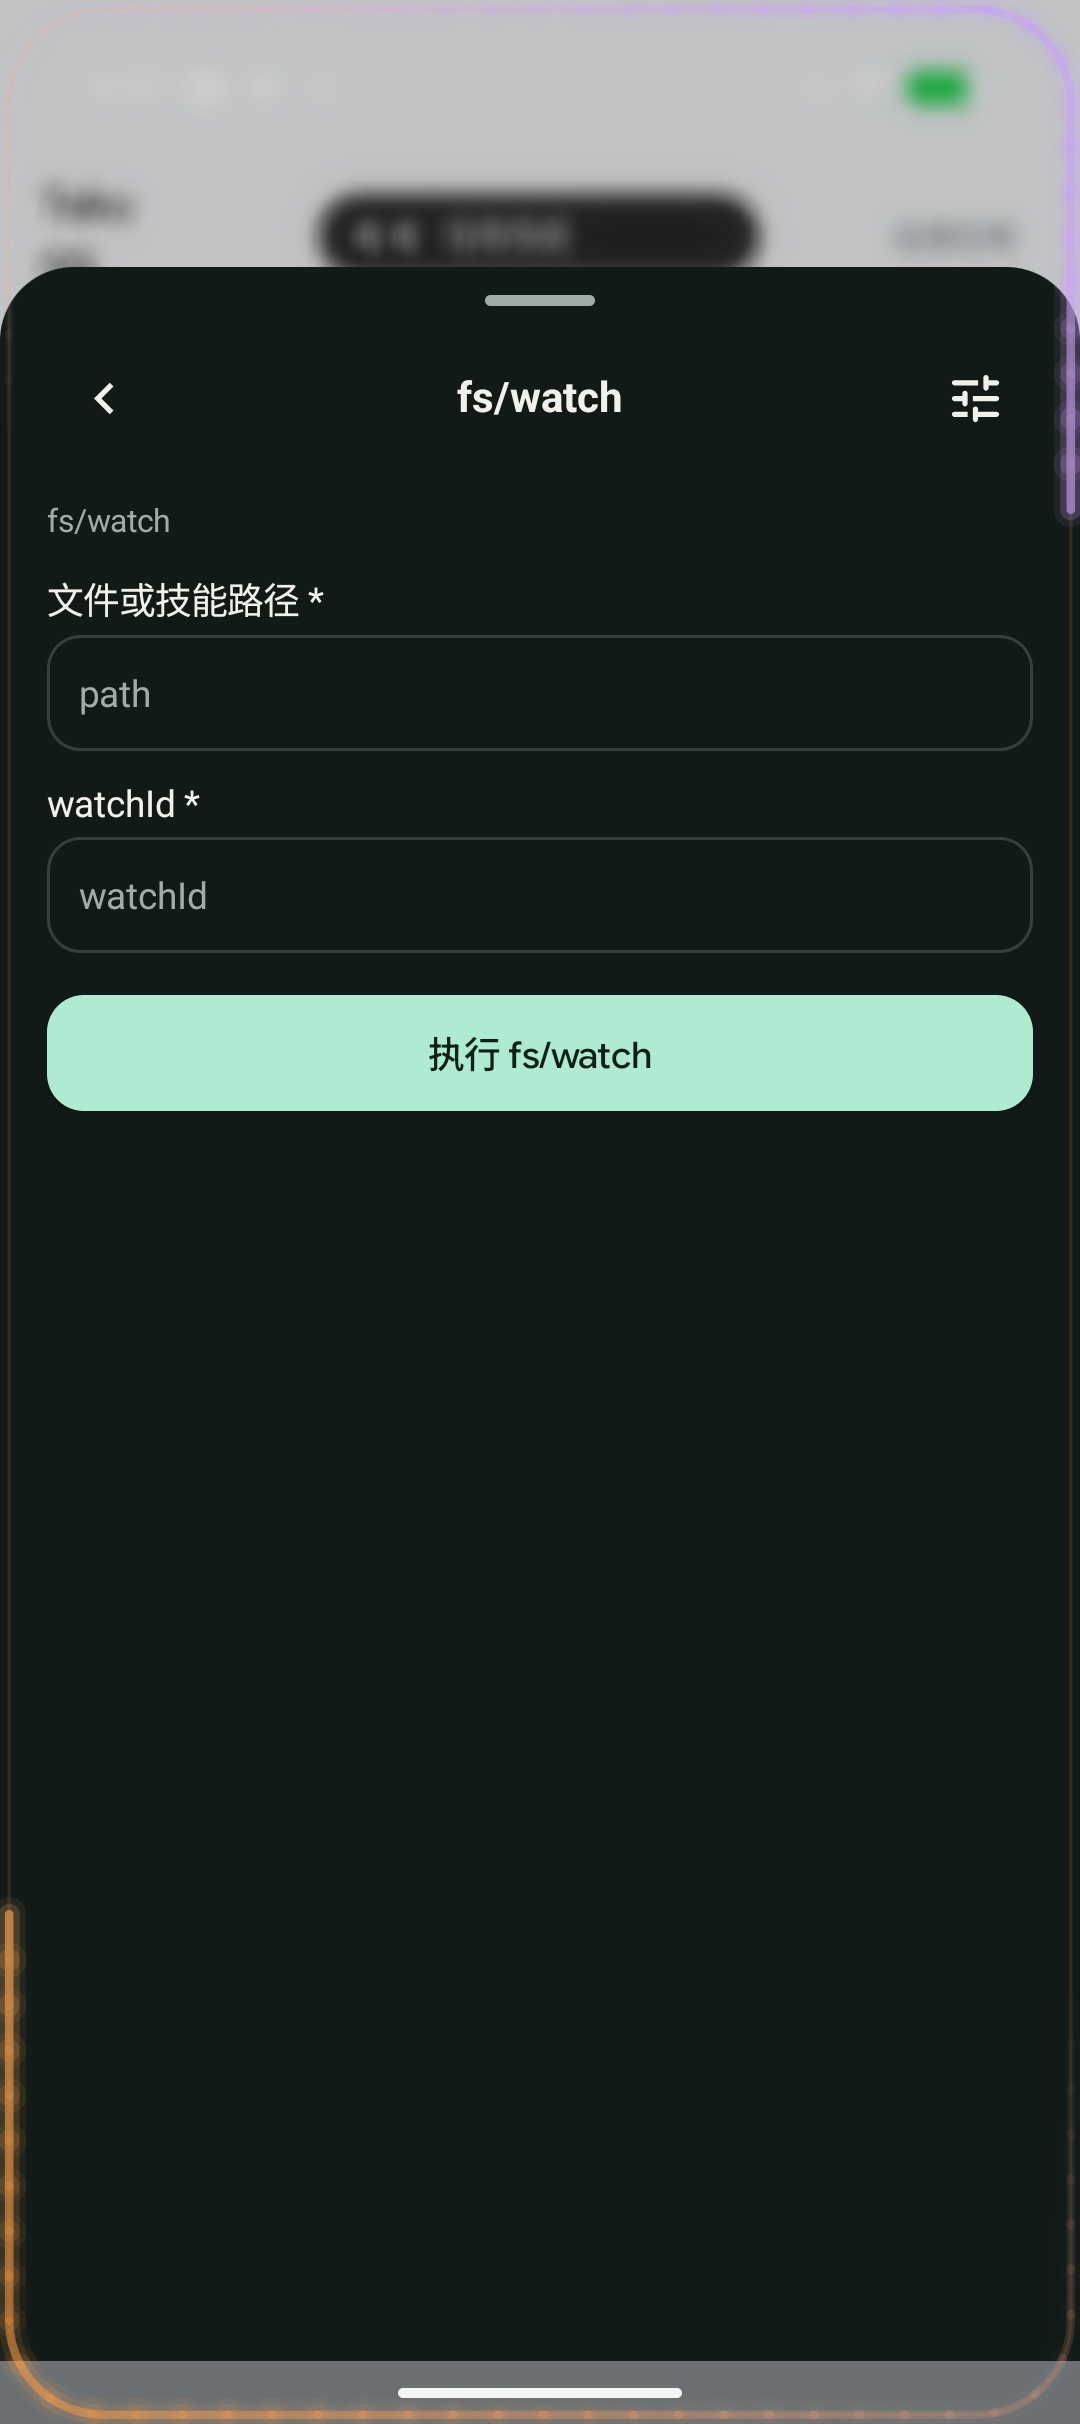 fs/watch
fs/watch
文件或技能路径 *
path
watchId *
watchId
执行 fs/watch